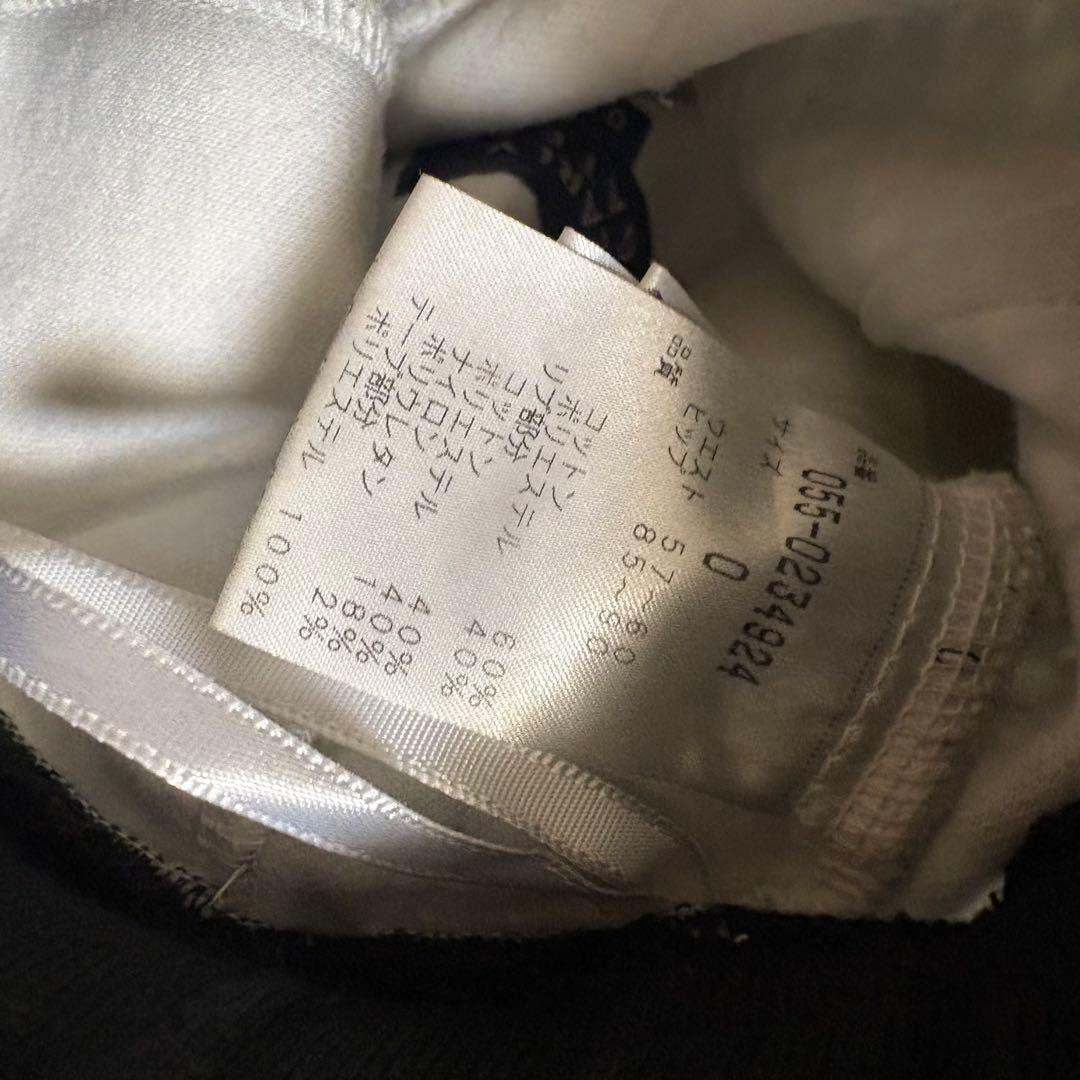 品番 055-0234924
サイズ 0
ウエスト 57~60
ヒップ 85~90
品質
コットン 60%
ポリエステル 40%
リブ部分
コットン 40%
ポリエステル 40%
ナイロン 18%
ポリウレタン 2%
テープ部分
ポリエステル 100%